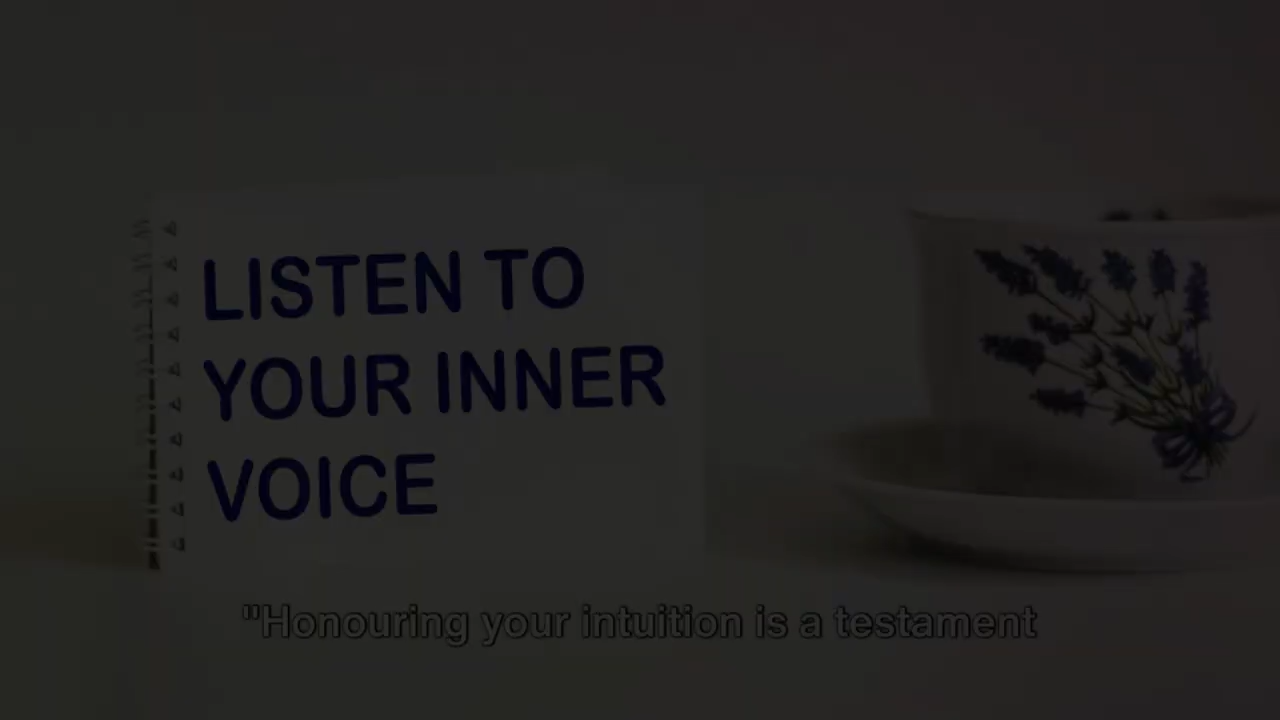 LISTEN TO
YOUR INNER
VOICE
"Honouring your intuition is a testament